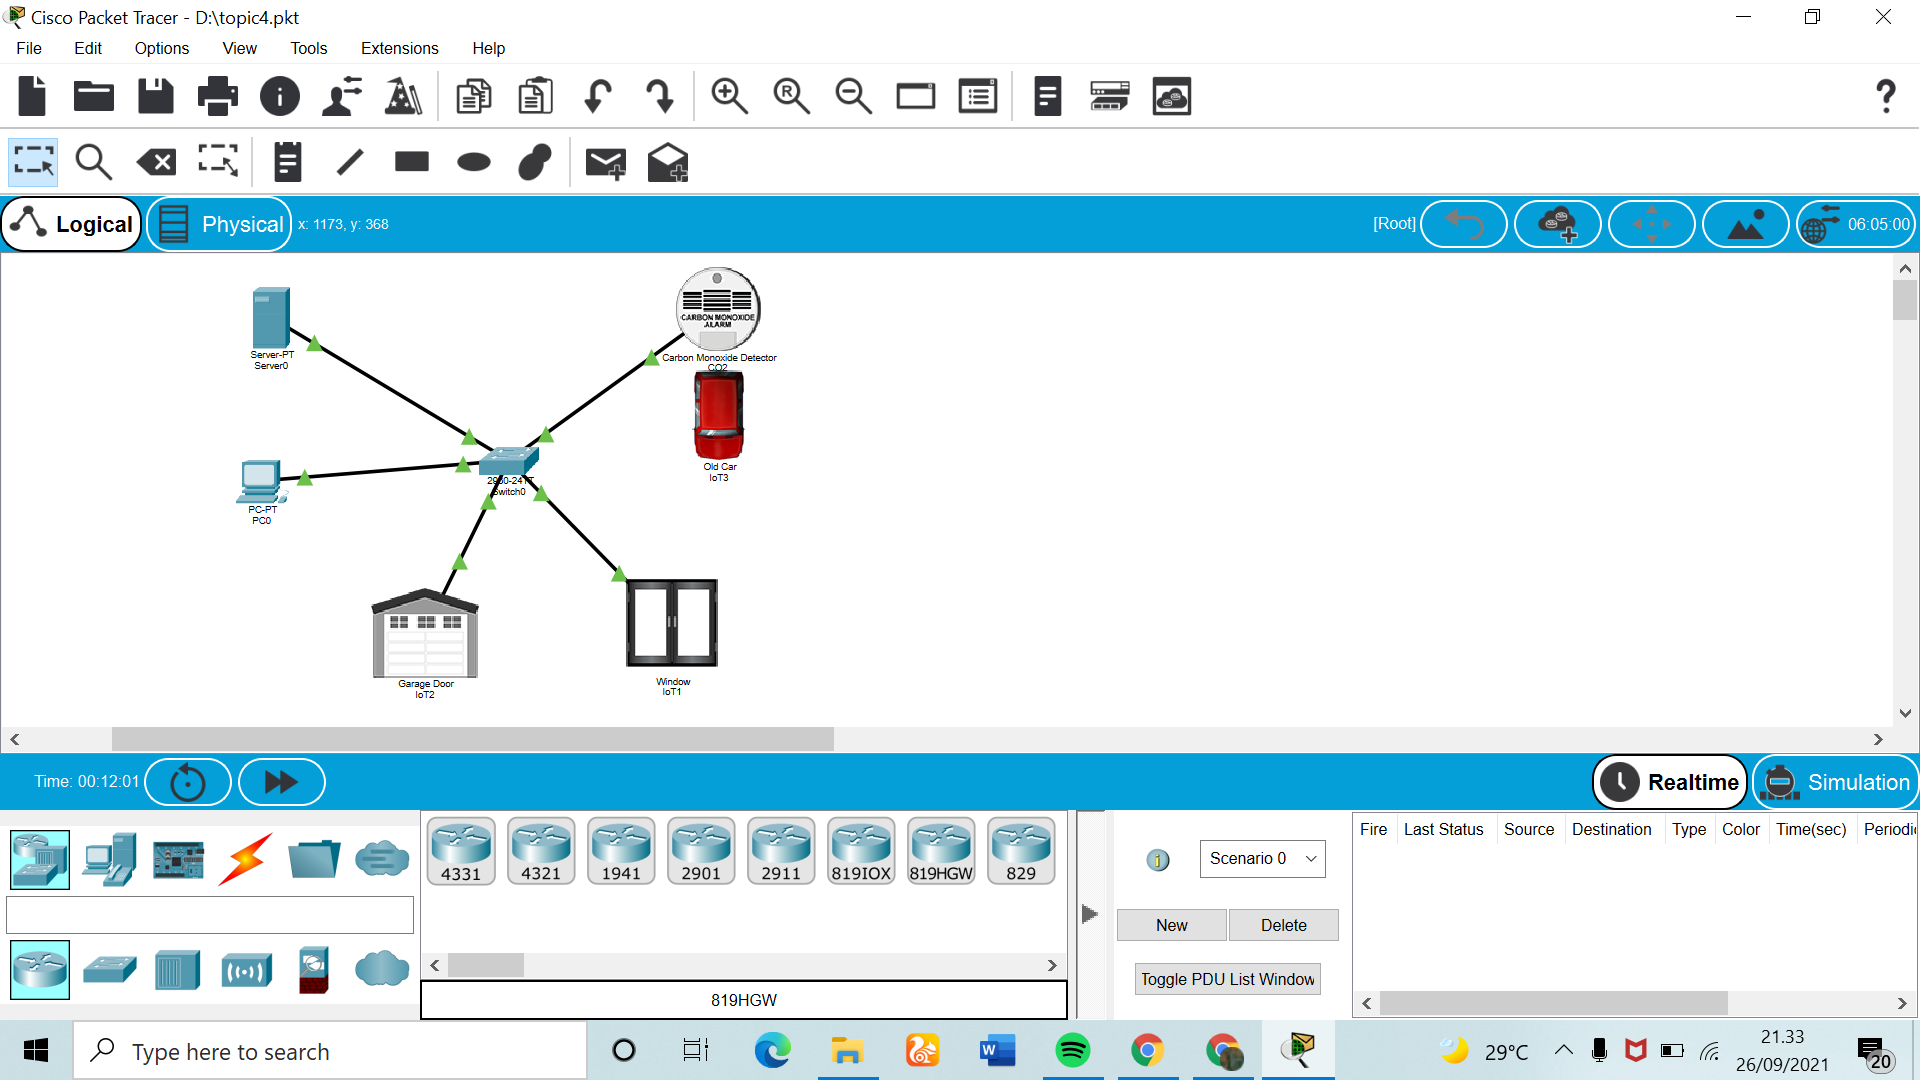 Cisco Packet Tracer - D:\topic4.pkt
File Edit Options View Tools Extensions Help
Logical Physical x: 1173, y: 368 [Root] 06:05:00
CARBON MONOXIDE
ALARM
Server-PT
Server0
Carbon Monoxide Detector
CO2
Old Car
IoT3
Switch0
PC-PT
PC0
Garage Door
IoT2
Window
IoT1
Time: 00:12:01 Realtime Simulation
4331 4321 1941 2901 2911 819IOX 819HGW 829
819HGW
Scenario 0
New Delete
Toggle PDU List Window
Fire Last Status Source Destination Type Color Time(sec) Periodi
Type here to search
29°C
21.33
26/09/2021
20